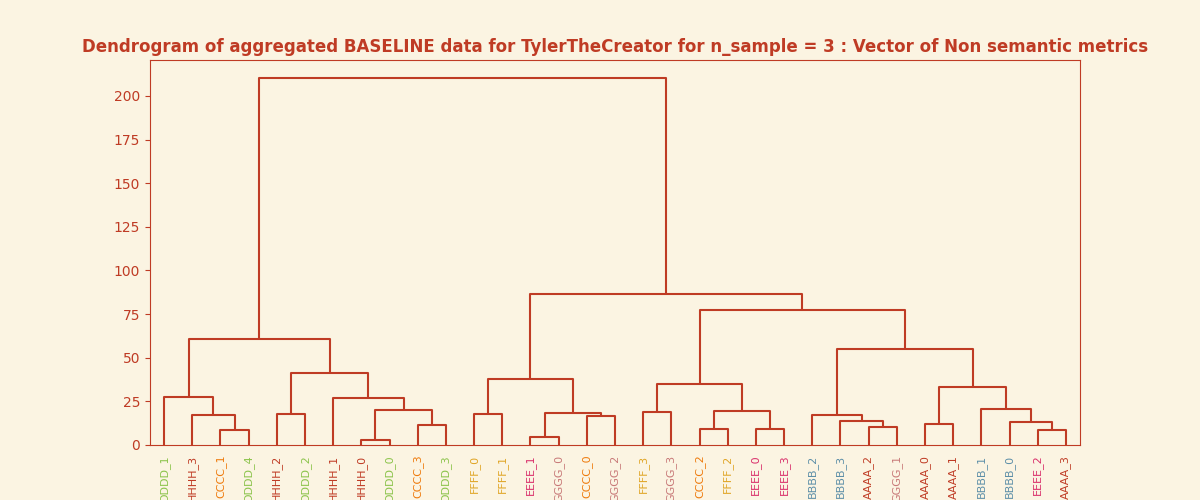 Dendrogram of aggregated BASELINE data for TylerTheCreator for n_sample = 3 : Vector of Non semantic metrics
200
175
150
125
100
75
50
25
0
DDDD_1
HHHH_3
CCCC_1
DDDD_4
HHHH_2
DDDD_2
HHHH_1
HHHH_0
DDDD_0
CCCC_3
DDDD_3
FFFF_0
FFFF_1
EEEE_1
GGGG_0
CCCC_0
GGGG_2
FFFF_3
GGGG_3
CCCC_2
FFFF_2
EEEE_0
EEEE_3
BBBB_2
BBBB_3
AAAA_2
GGGG_1
AAAA_0
AAAA_1
BBBB_1
BBBB_0
EEEE_2
AAAA_3